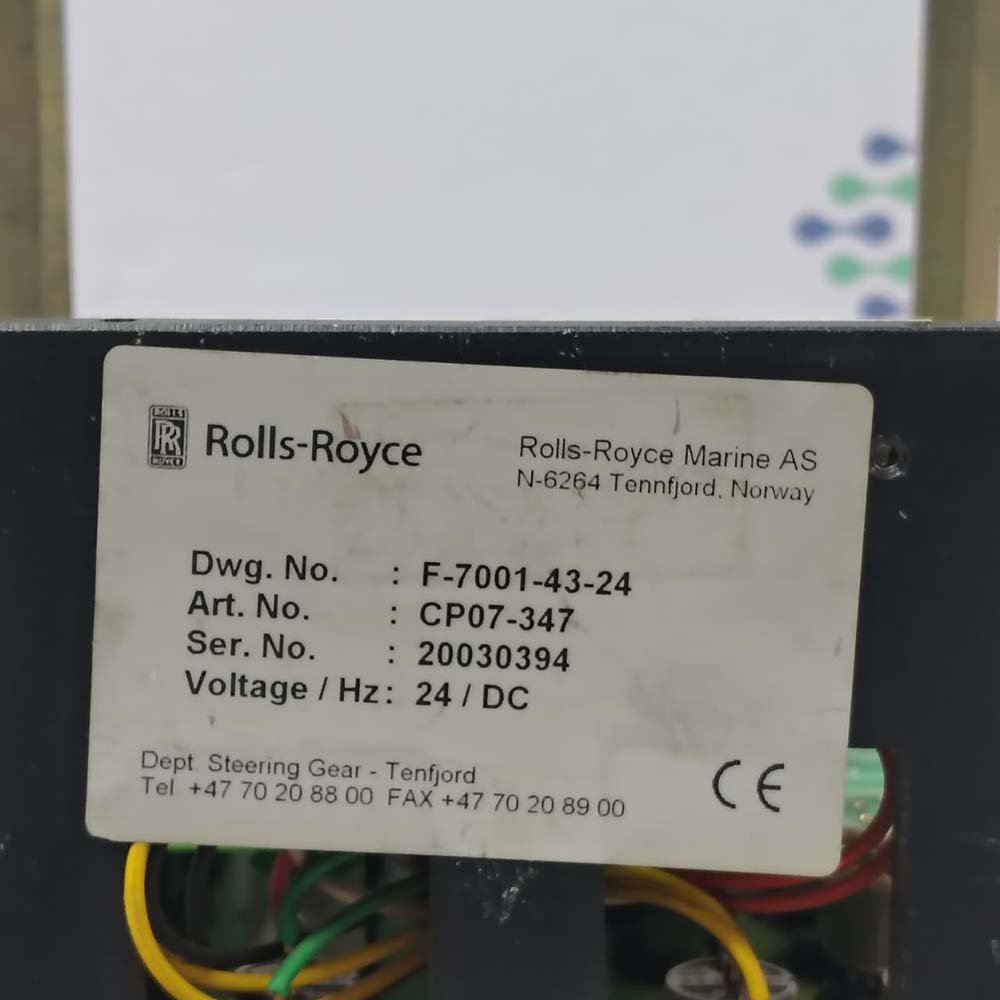 ROLLS
RR
ROYCE
Rolls-Royce
Rolls-Royce Marine AS
N-6264 Tennfjord, Norway
Dwg. No. : F-7001-43-24
Art. No. : CP07-347
Ser. No. : 20030394
Voltage / Hz: 24 / DC
Dept. Steering Gear - Tenfjord
Tel +47 70 20 88 00 FAX +47 70 20 89 00
CE